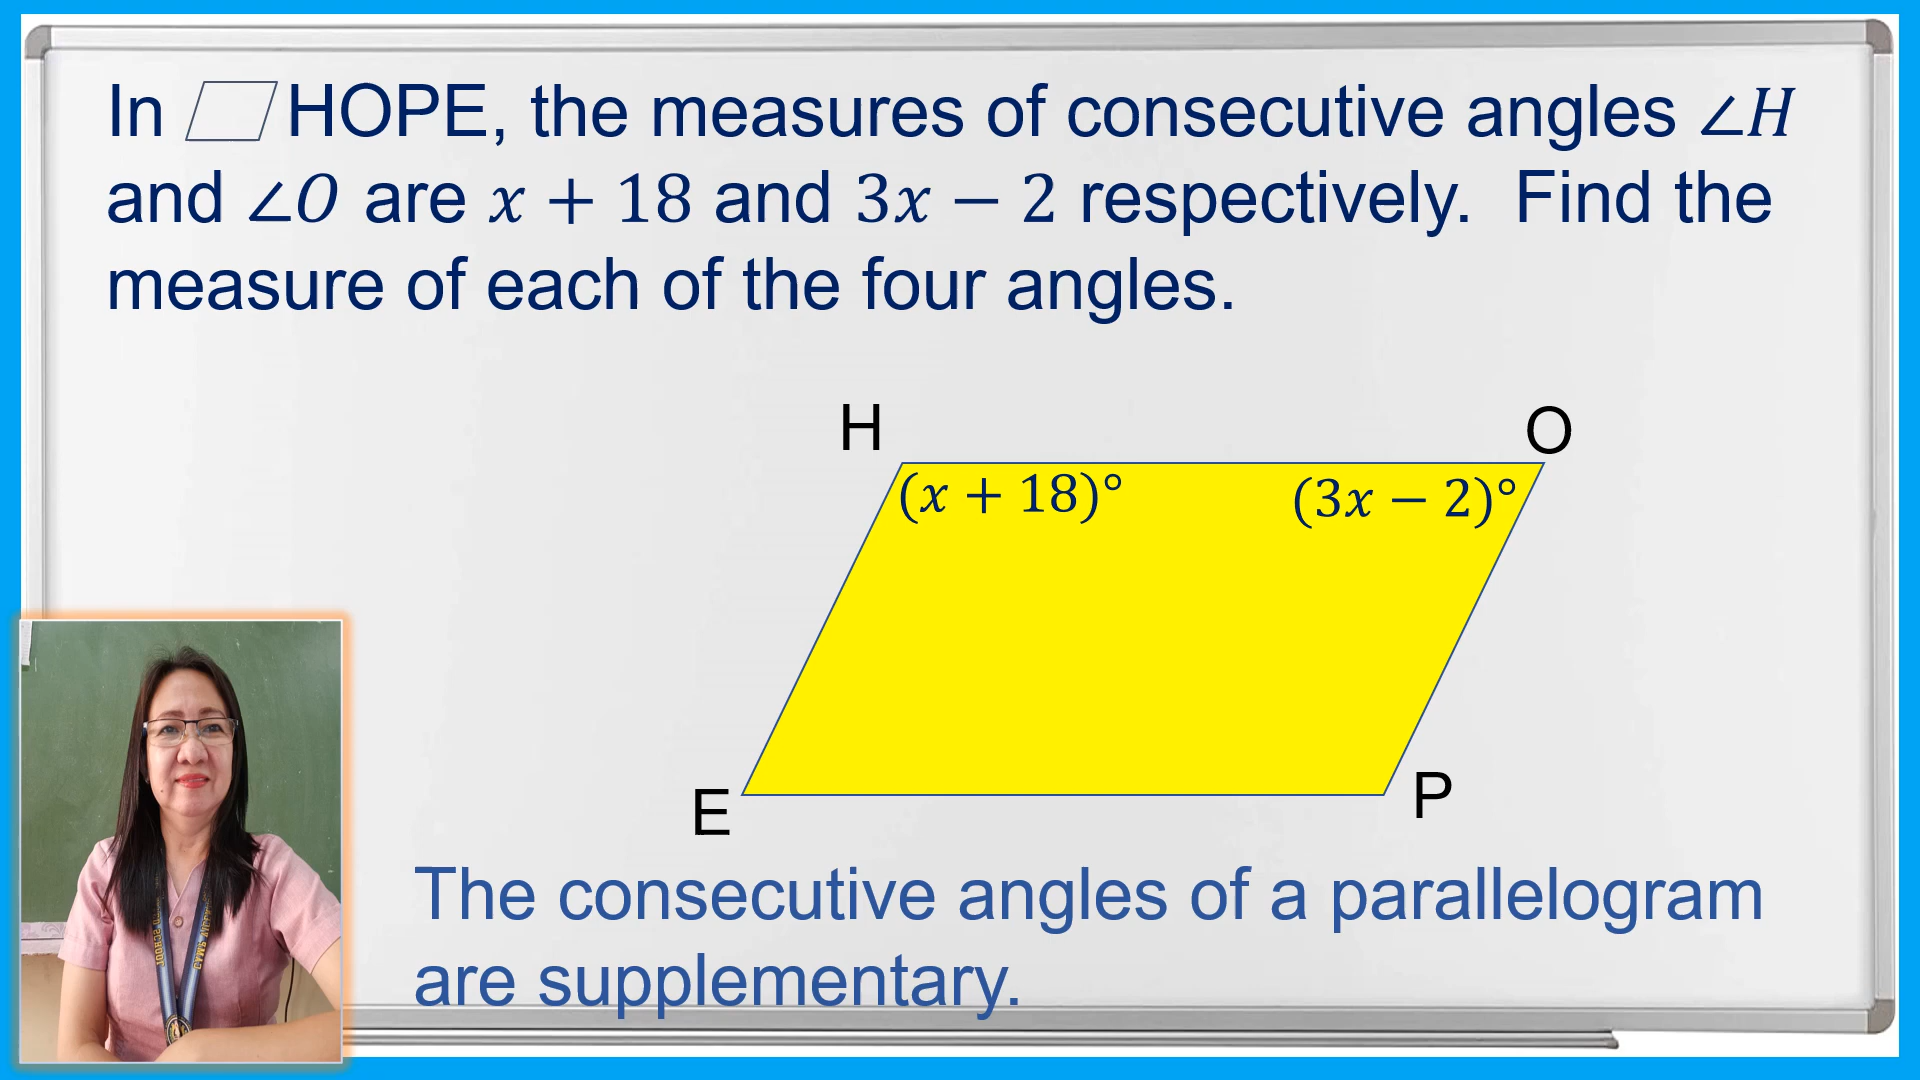 In HOPE, the measures of consecutive angles ∠H
and ∠O are x + 18 and 3x − 2 respectively. Find the
measure of each of the four angles.
H
O
(x + 18)°
(3x − 2)°
E
P
The consecutive angles of a parallelogram
are supplementary.